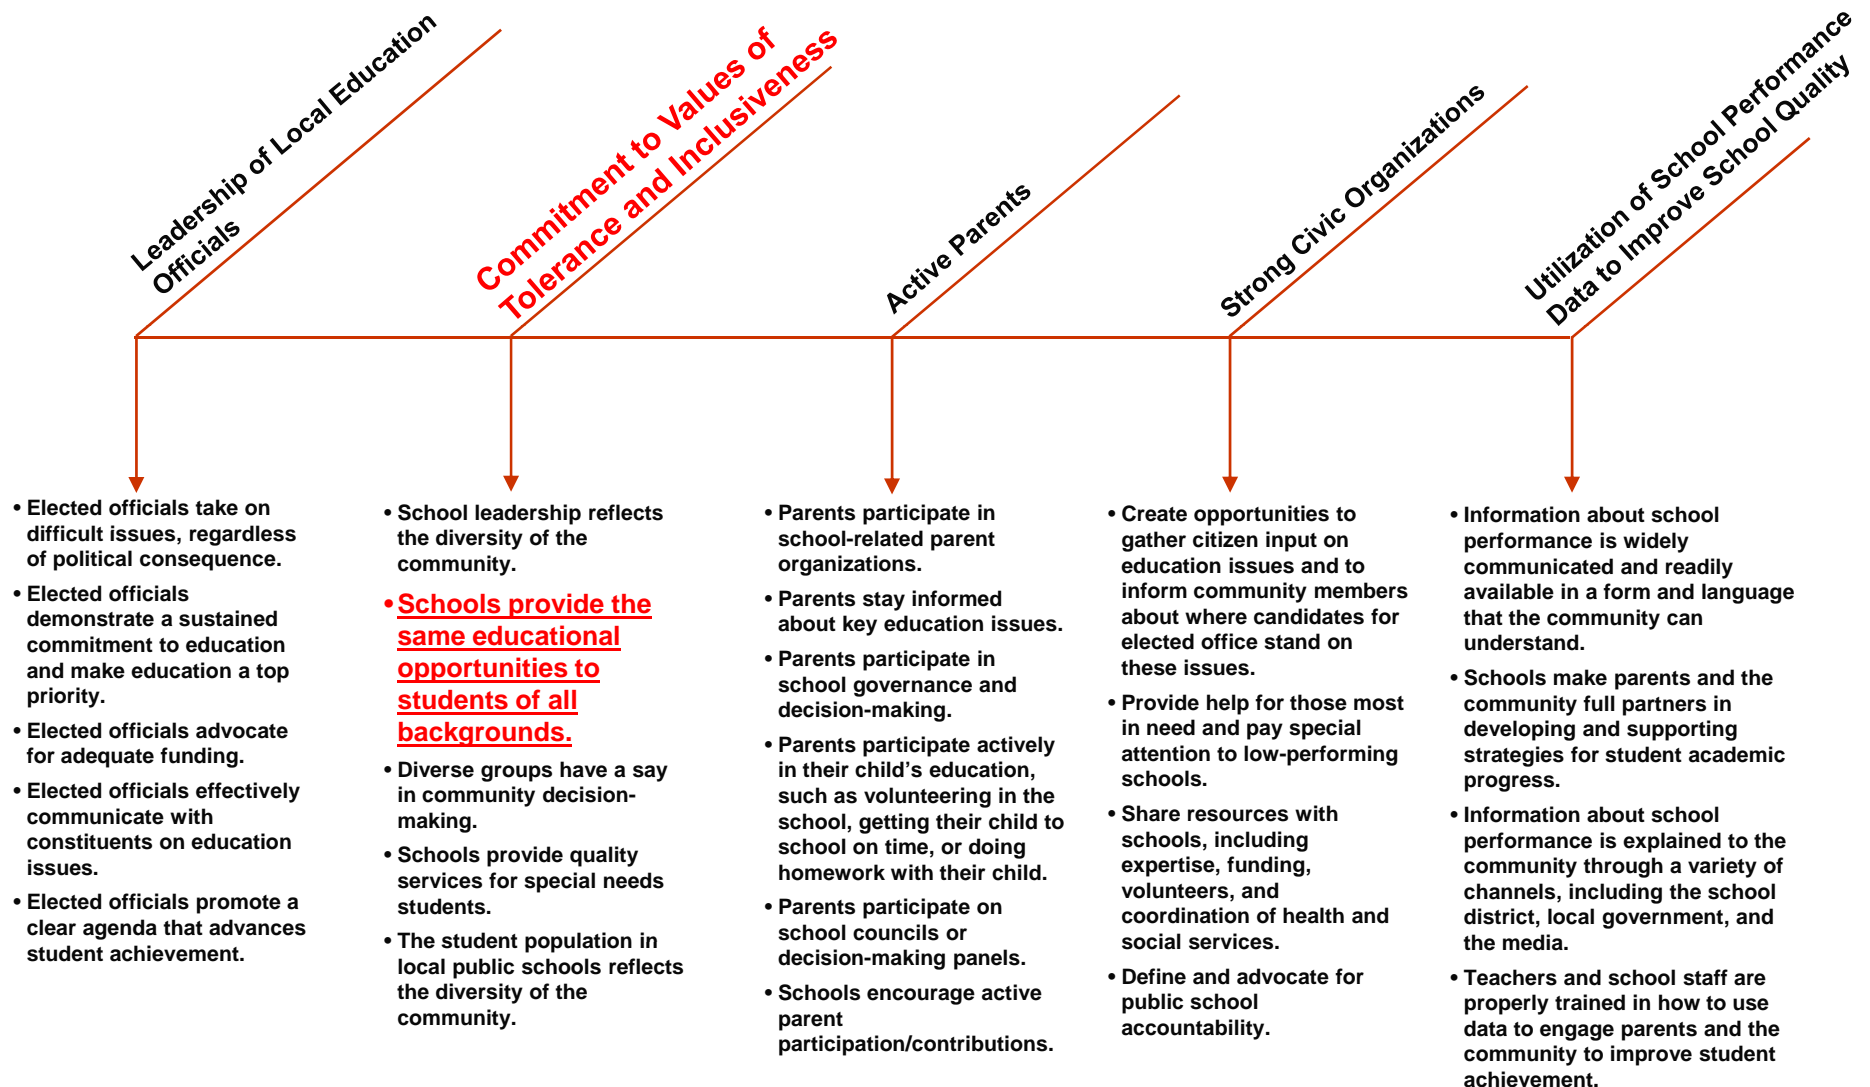 Leadership of Local Education
Officials
Commitment to Values of
Tolerance and Inclusiveness
Active Parents
Strong Civic Organizations
Utilization of School Performance
Data to Improve School Quality
• Elected officials take on
difficult issues, regardless
of political consequence.
• Elected officials
demonstrate a sustained
commitment to education
and make education a top
priority.
• Elected officials advocate
for adequate funding.
• Elected officials effectively
communicate with
constituents on education
issues.
• Elected officials promote a
clear agenda that advances
student achievement.
• School leadership reflects
the diversity of the
community.
• Schools provide the
same educational
opportunities to
students of all
backgrounds.
• Diverse groups have a say
in community decision-
making.
• Schools provide quality
services for special needs
students.
• The student population in
local public schools reflects
the diversity of the
community.
• Parents participate in
school-related parent
organizations.
• Parents stay informed
about key education issues.
• Parents participate in
school governance and
decision-making.
• Parents participate actively
in their child’s education,
such as volunteering in the
school, getting their child to
school on time, or doing
homework with their child.
• Parents participate on
school councils or
decision-making panels.
• Schools encourage active
parent
participation/contributions.
• Create opportunities to
gather citizen input on
education issues and to
inform community members
about where candidates for
elected office stand on
these issues.
• Provide help for those most
in need and pay special
attention to low-performing
schools.
• Share resources with
schools, including
expertise, funding,
volunteers, and
coordination of health and
social services.
• Define and advocate for
public school
accountability.
• Information about school
performance is widely
communicated and readily
available in a form and language
that the community can
understand.
• Schools make parents and the
community full partners in
developing and supporting
strategies for student academic
progress.
• Information about school
performance is explained to the
community through a variety of
channels, including the school
district, local government, and
the media.
• Teachers and school staff are
properly trained in how to use
data to engage parents and the
community to improve student
achievement.